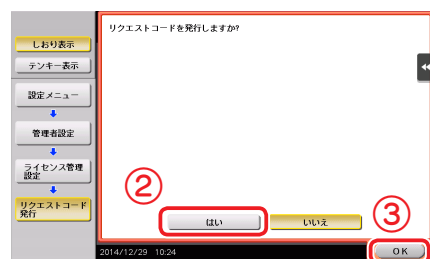 リクエストコードを発行しますか?
しおり表示
テンキー表示
設定メニュー
管理者設定
ライセンス管理
設定
リクエストコード
発行
②
はい
いいえ
③
2014/12/29 10:24
OK